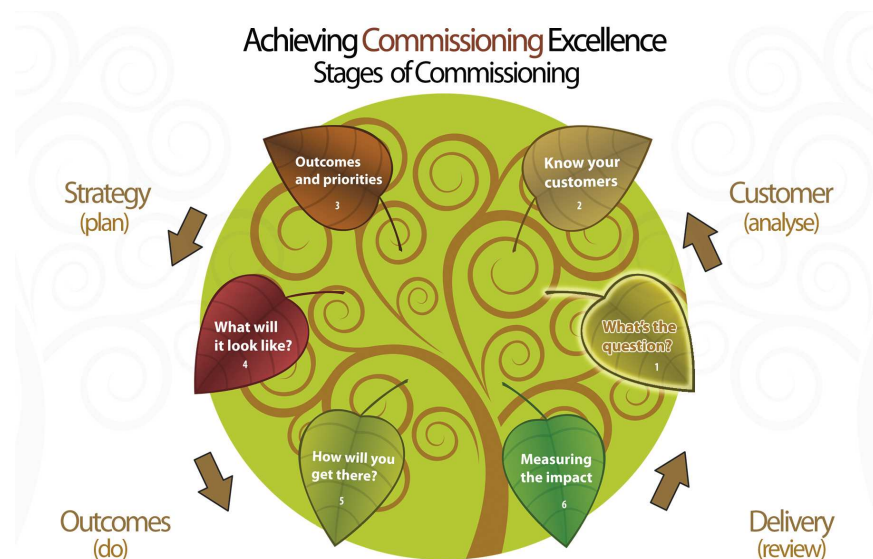 Achieving Commissioning Excellence
Stages of Commissioning
Strategy
(plan)
Customer
(analyse)
Outcomes
and priorities
3
Know your
customers
2
What will
it look like?
4
What's the
question?
1
How will you
get there?
5
Measuring
the impact
6
Outcomes
(do)
Delivery
(review)